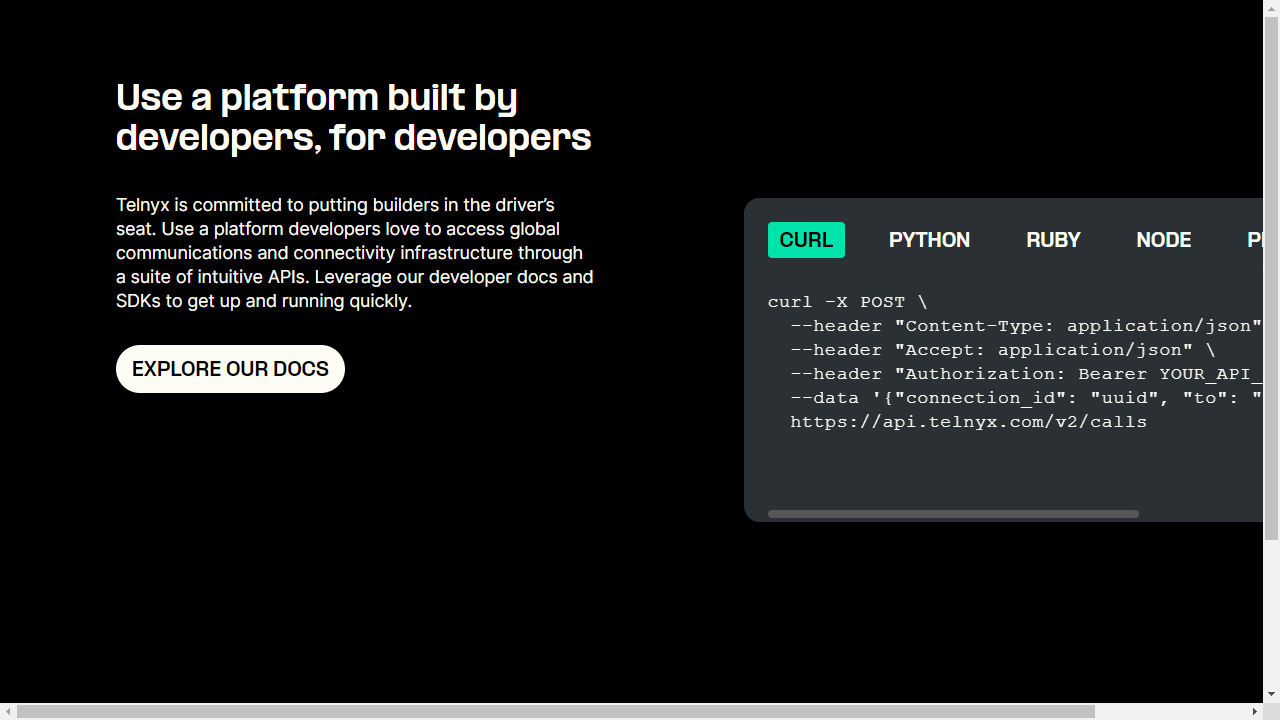 Use a platform built by
developers, for developers
Telnyx is committed to putting builders in the driver’s
seat. Use a platform developers love to access global
communications and connectivity infrastructure through
a suite of intuitive APIs. Leverage our developer docs and
SDKs to get up and running quickly.
EXPLORE OUR DOCS
CURL PYTHON RUBY NODE
curl -X POST \
--header "Content-Type: application/json"
--header "Accept: application/json" \
--header "Authorization: Bearer YOUR_API_
--data '{"connection_id": "uuid", "to": "
https://api.telnyx.com/v2/calls